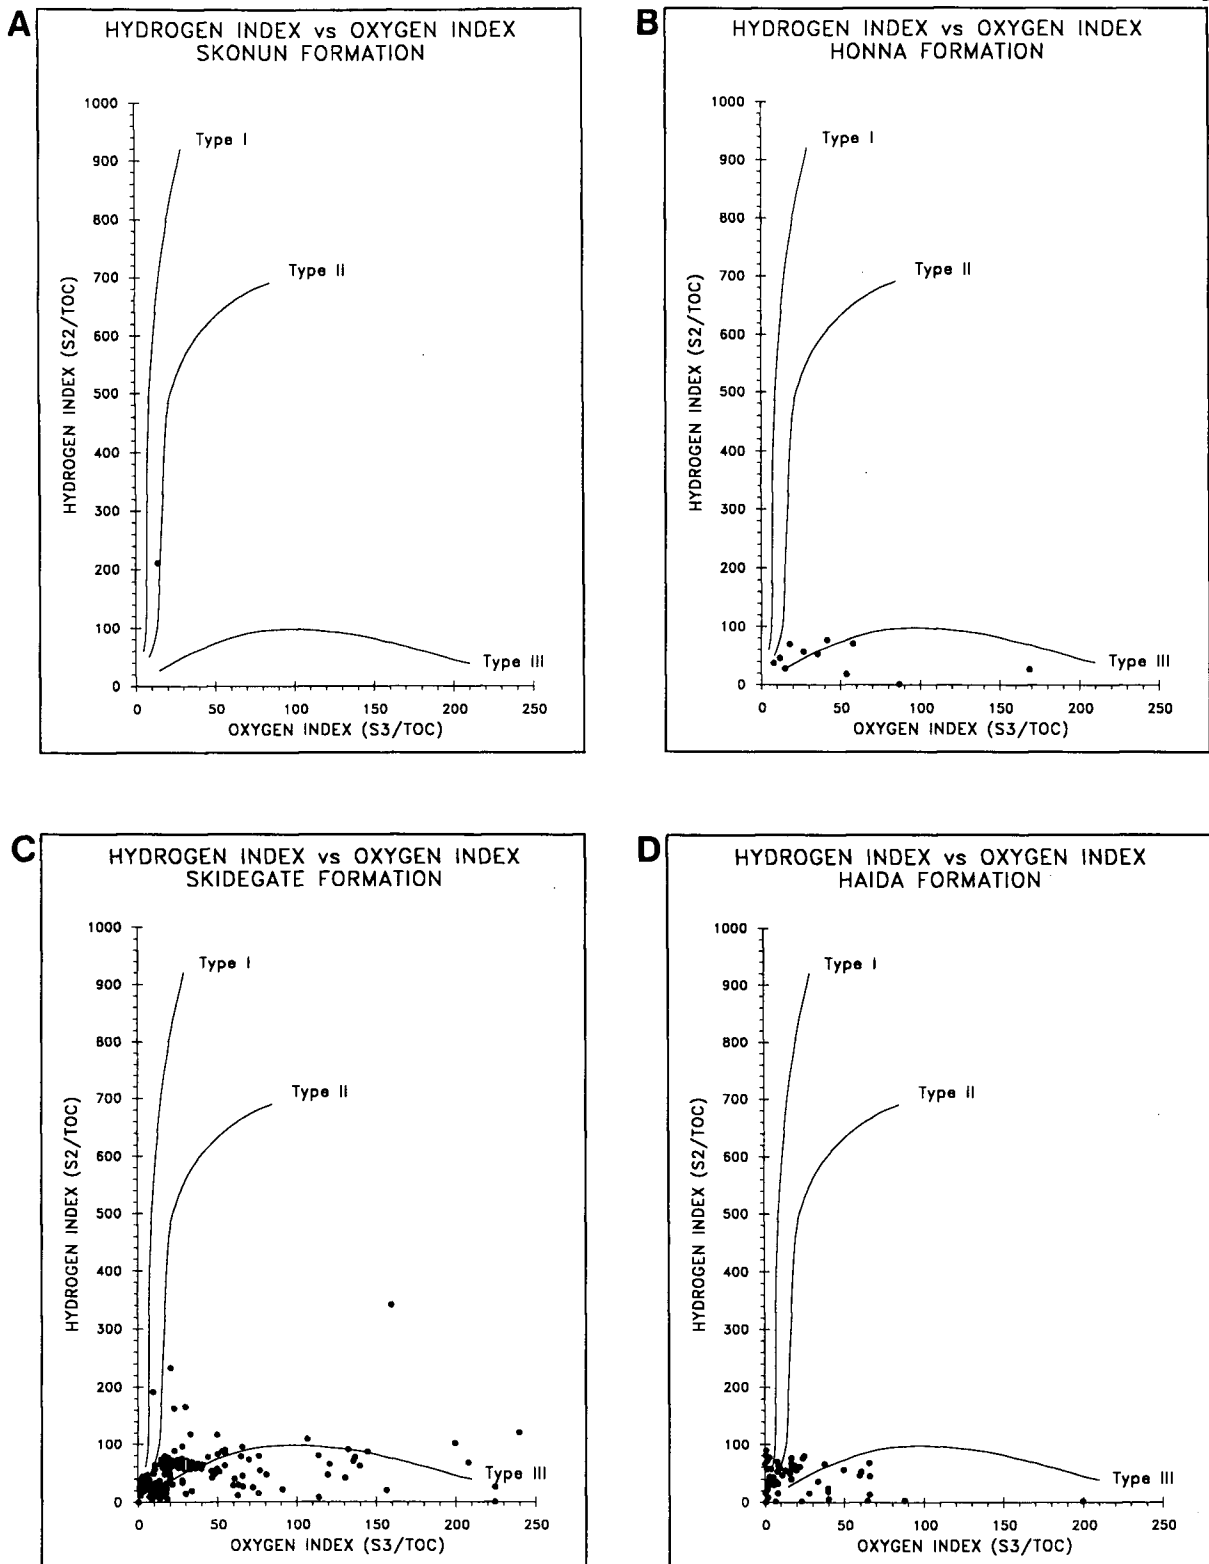 A
HYDROGEN INDEX vs OXYGEN INDEX
SKONUN FORMATION
1000
900
800
700
600
500
400
300
200
100
0
HYDROGEN INDEX (S2/TOC)
Type I
Type II
Type III
0 50 100 150 200 250
OXYGEN INDEX (S3/TOC)
B
HYDROGEN INDEX vs OXYGEN INDEX
HONNA FORMATION
1000
900
800
700
600
500
400
300
200
100
0
HYDROGEN INDEX (S2/TOC)
Type I
Type II
Type III
0 50 100 150 200 250
OXYGEN INDEX (S3/TOC)
C
HYDROGEN INDEX vs OXYGEN INDEX
SKIDEGATE FORMATION
1000
900
800
700
600
500
400
300
200
100
0
HYDROGEN INDEX (S2/TOC)
Type I
Type II
Type III
0 50 100 150 200 250
OXYGEN INDEX (S3/TOC)
D
HYDROGEN INDEX vs OXYGEN INDEX
HAIDA FORMATION
1000
900
800
700
600
500
400
300
200
100
0
HYDROGEN INDEX (S2/TOC)
Type I
Type II
Type III
0 50 100 150 200 250
OXYGEN INDEX (S3/TOC)